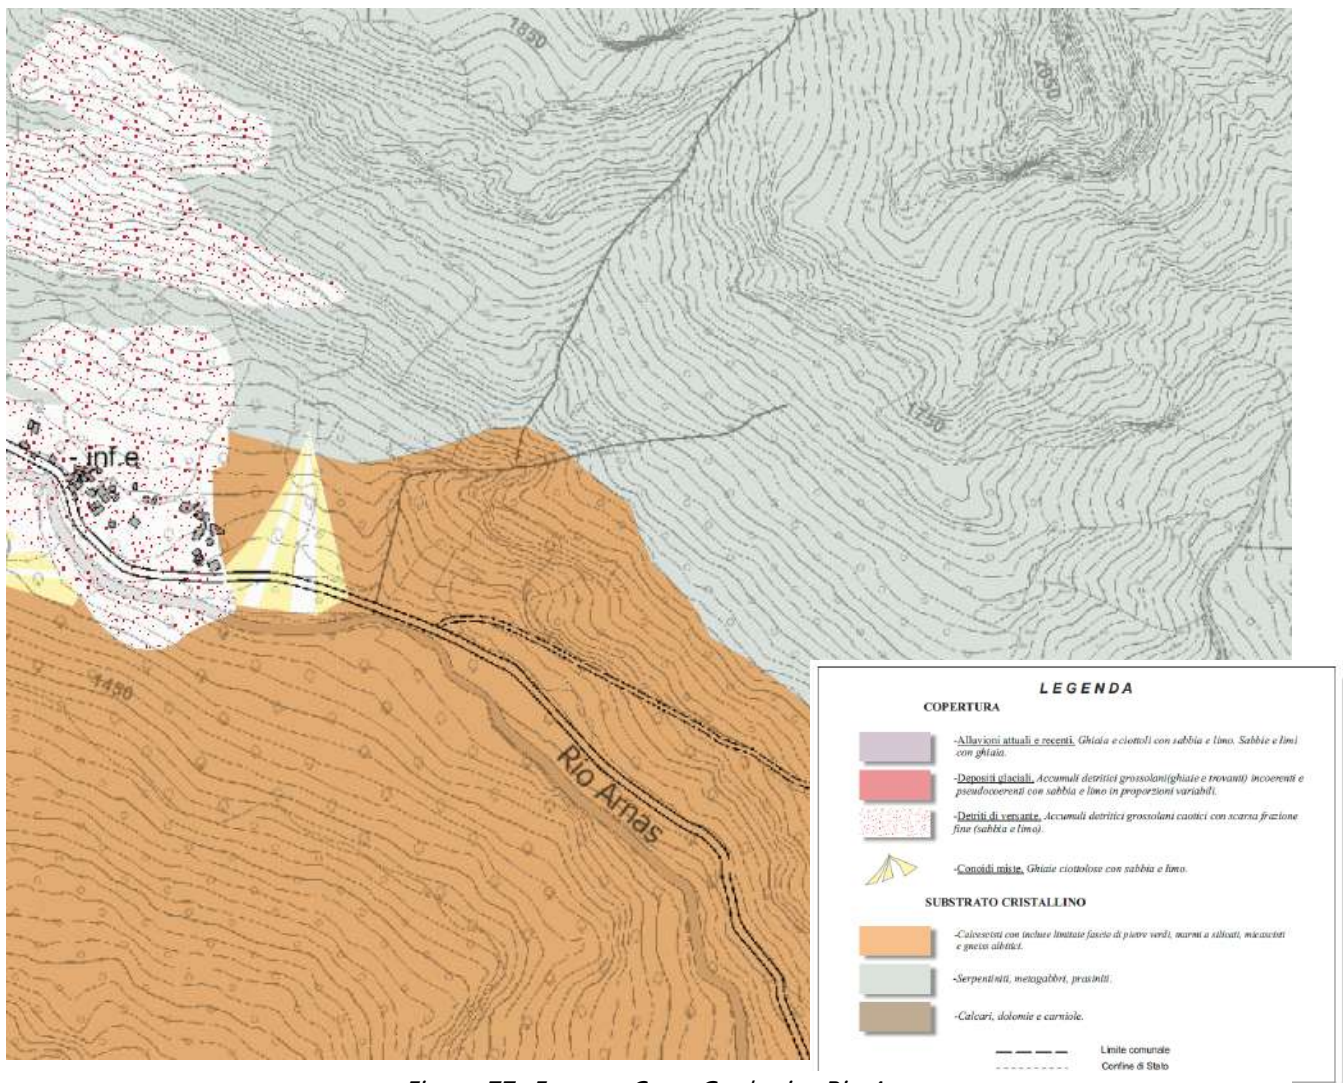 1850
2050
1750
- inf.e
1450
Rio Arnas
LEGENDA
COPERTURA
-Alluvioni attuali e recenti. Ghiaia e ciottoli con sabbia e limo. Sabbie e limi
con ghiaia.
-Depositi glaciali. Accumuli detritici grossolani(ghiaie e trovanti) incoerenti e
pseudocoerenti con sabbia e limo in proporzioni variabili.
-Detriti di versante. Accumuli detritici grossolani caotici con scarsa frazione
fine (sabbia e limo).
-Conoidi miste. Ghiaie ciottolose con sabbia e limo.
SUBSTRATO CRISTALLINO
-Calcescisti con incluse limitate fascie di pietre verdi, marmi a silicati, micascisti
e gneiss albitici.
-Serpentiniti, metagabbri, prasiniti.
-Calcari, dolomie e carniole.
Limite comunale
Confine di Stato